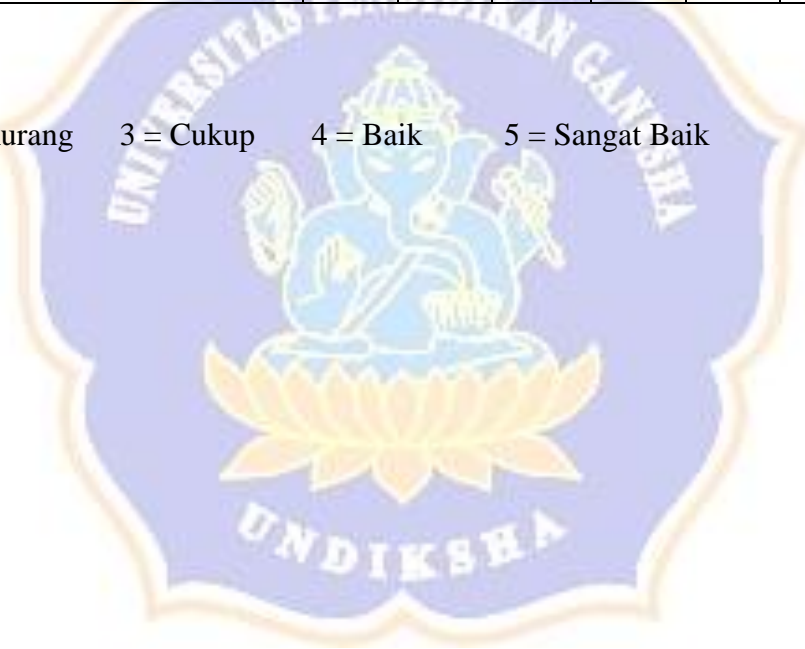 UNIVERSITAS PENDIDIKAN GANESHA
urang 3 = Cukup 4 = Baik 5 = Sangat Baik
UNDIKSHA